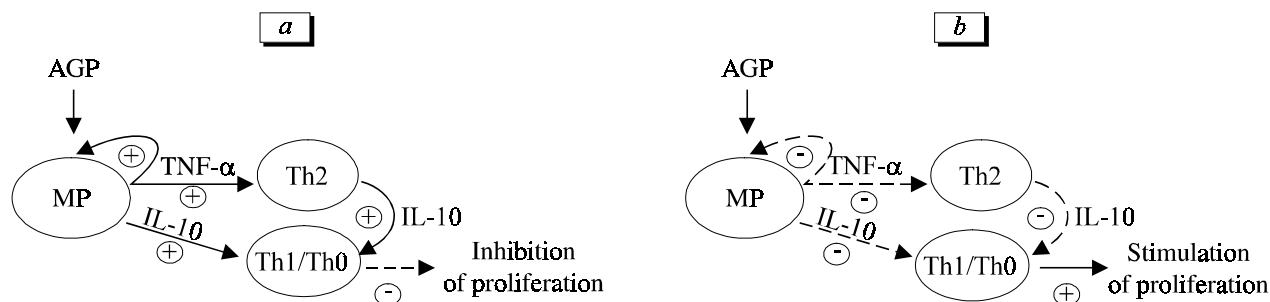 a
AGP
+
TNF-α
+
Th2
MP
+
IL-10
IL-10
+
Th1/Th0
Inhibition
of proliferation
-
b
AGP
-
TNF-α
-
Th2
MP
-
IL-10
IL-10
-
Th1/Th0
Stimulation
of proliferation
+